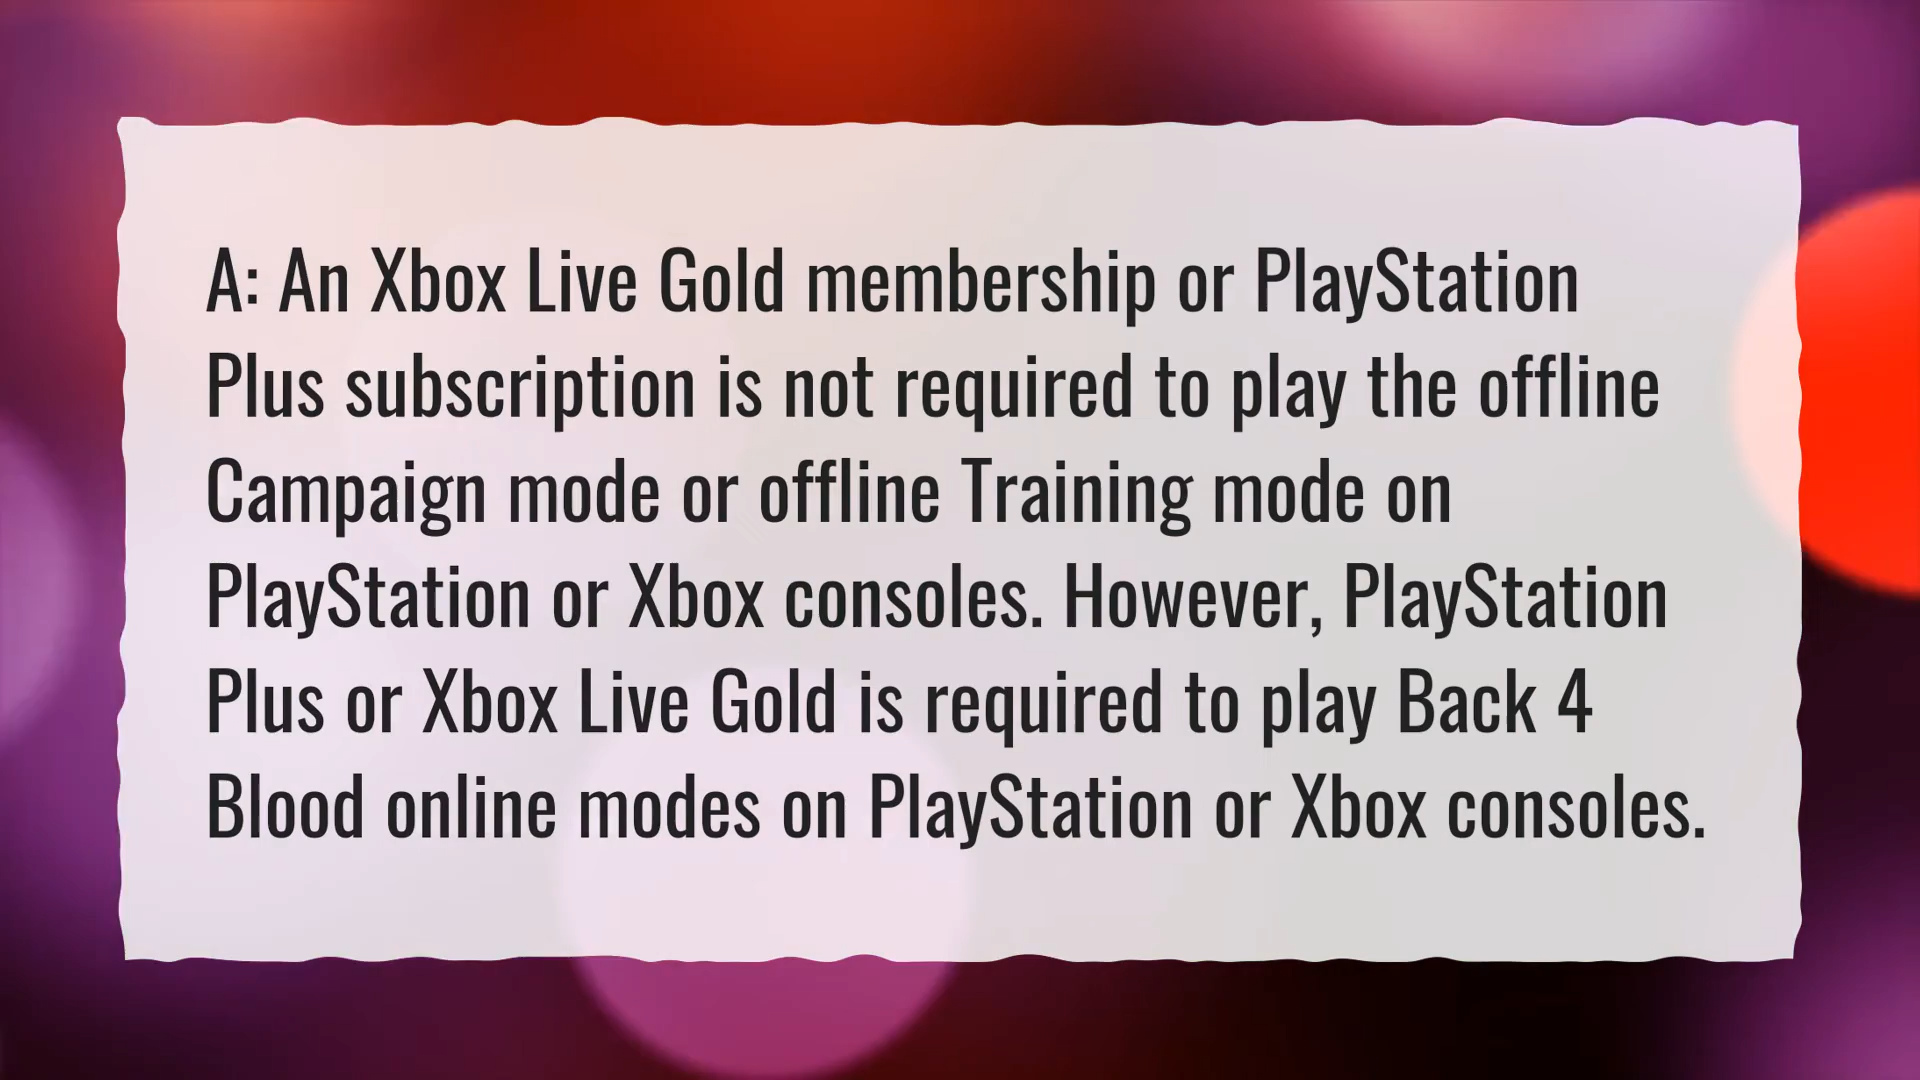 A: An Xbox Live Gold membership or PlayStation
Plus subscription is not required to play the offline
Campaign mode or offline Training mode on
PlayStation or Xbox consoles. However, PlayStation
Plus or Xbox Live Gold is required to play Back 4
Blood online modes on PlayStation or Xbox consoles.